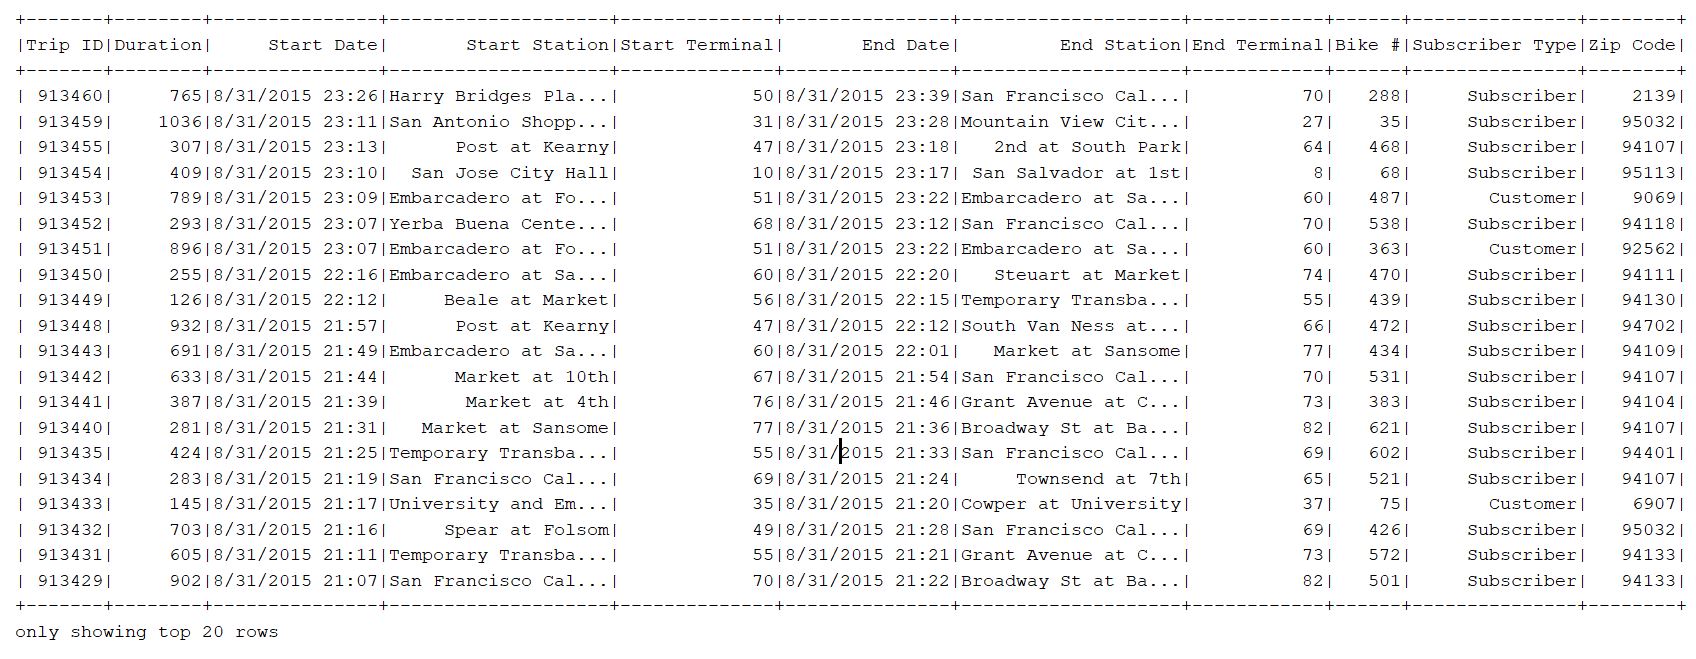 +-------+--------+---------------+--------------------+--------------+---------------+--------------------+------------+------+---------------+--------+
|Trip ID|Duration|     Start Date|       Start Station|Start Terminal|       End Date|         End Station|End Terminal|Bike #|Subscriber Type|Zip Code|
+-------+--------+---------------+--------------------+--------------+---------------+--------------------+------------+------+---------------+--------+
| 913460|     765|8/31/2015 23:26|Harry Bridges Pla...|            50|8/31/2015 23:39|San Francisco Cal...|          70|   288|     Subscriber|    2139|
| 913459|    1036|8/31/2015 23:11|San Antonio Shopp...|            31|8/31/2015 23:28|Mountain View Cit...|          27|    35|     Subscriber|   95032|
| 913455|     307|8/31/2015 23:13|      Post at Kearny|            47|8/31/2015 23:18|   2nd at South Park|          64|   468|     Subscriber|   94107|
| 913454|     409|8/31/2015 23:10|  San Jose City Hall|            10|8/31/2015 23:17| San Salvador at 1st|           8|    68|     Subscriber|   95113|
| 913453|     789|8/31/2015 23:09|Embarcadero at Fo...|            51|8/31/2015 23:22|Embarcadero at Sa...|          60|   487|       Customer|    9069|
| 913452|     293|8/31/2015 23:07|Yerba Buena Cente...|            68|8/31/2015 23:12|San Francisco Cal...|          70|   538|     Subscriber|   94118|
| 913451|     896|8/31/2015 23:07|Embarcadero at Fo...|            51|8/31/2015 23:22|Embarcadero at Sa...|          60|   363|       Customer|   92562|
| 913450|     255|8/31/2015 22:16|Embarcadero at Sa...|            60|8/31/2015 22:20|   Steuart at Market|          74|   470|     Subscriber|   94111|
| 913449|     126|8/31/2015 22:12|     Beale at Market|            56|8/31/2015 22:15|Temporary Transba...|          55|   439|     Subscriber|   94130|
| 913448|     932|8/31/2015 21:57|      Post at Kearny|            47|8/31/2015 22:12|South Van Ness at...|          66|   472|     Subscriber|   94702|
| 913443|     691|8/31/2015 21:49|Embarcadero at Sa...|            60|8/31/2015 22:01|   Market at Sansome|          77|   434|     Subscriber|   94109|
| 913442|     633|8/31/2015 21:44|      Market at 10th|            67|8/31/2015 21:54|San Francisco Cal...|          70|   531|     Subscriber|   94107|
| 913441|     387|8/31/2015 21:39|       Market at 4th|            76|8/31/2015 21:46|Grant Avenue at C...|          73|   383|     Subscriber|   94104|
| 913440|     281|8/31/2015 21:31|   Market at Sansome|            77|8/31/2015 21:36|Broadway St at Ba...|          82|   621|     Subscriber|   94107|
| 913435|     424|8/31/2015 21:25|Temporary Transba...|            55|8/31/2015 21:33|San Francisco Cal...|          69|   602|     Subscriber|   94401|
| 913434|     283|8/31/2015 21:19|San Francisco Cal...|            69|8/31/2015 21:24|     Townsend at 7th|          65|   521|     Subscriber|   94107|
| 913433|     145|8/31/2015 21:17|University and Em...|            35|8/31/2015 21:20|Cowper at University|          37|    75|       Customer|    6907|
| 913432|     703|8/31/2015 21:16|     Spear at Folsom|            49|8/31/2015 21:28|San Francisco Cal...|          69|   426|     Subscriber|   95032|
| 913431|     605|8/31/2015 21:11|Temporary Transba...|            55|8/31/2015 21:21|Grant Avenue at C...|          73|   572|     Subscriber|   94133|
| 913429|     902|8/31/2015 21:07|San Francisco Cal...|            70|8/31/2015 21:22|Broadway St at Ba...|          82|   501|     Subscriber|   94133|
+-------+--------+---------------+--------------------+--------------+---------------+--------------------+------------+------+---------------+--------+
only showing top 20 rows